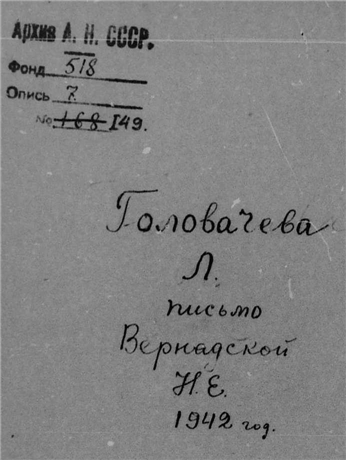 Архив А. Н. СССР.
Фонд 518
Опись 7
No 168 149.
Головачева
Л.
письмо
Вернадской
Н.Е.
1942 год.